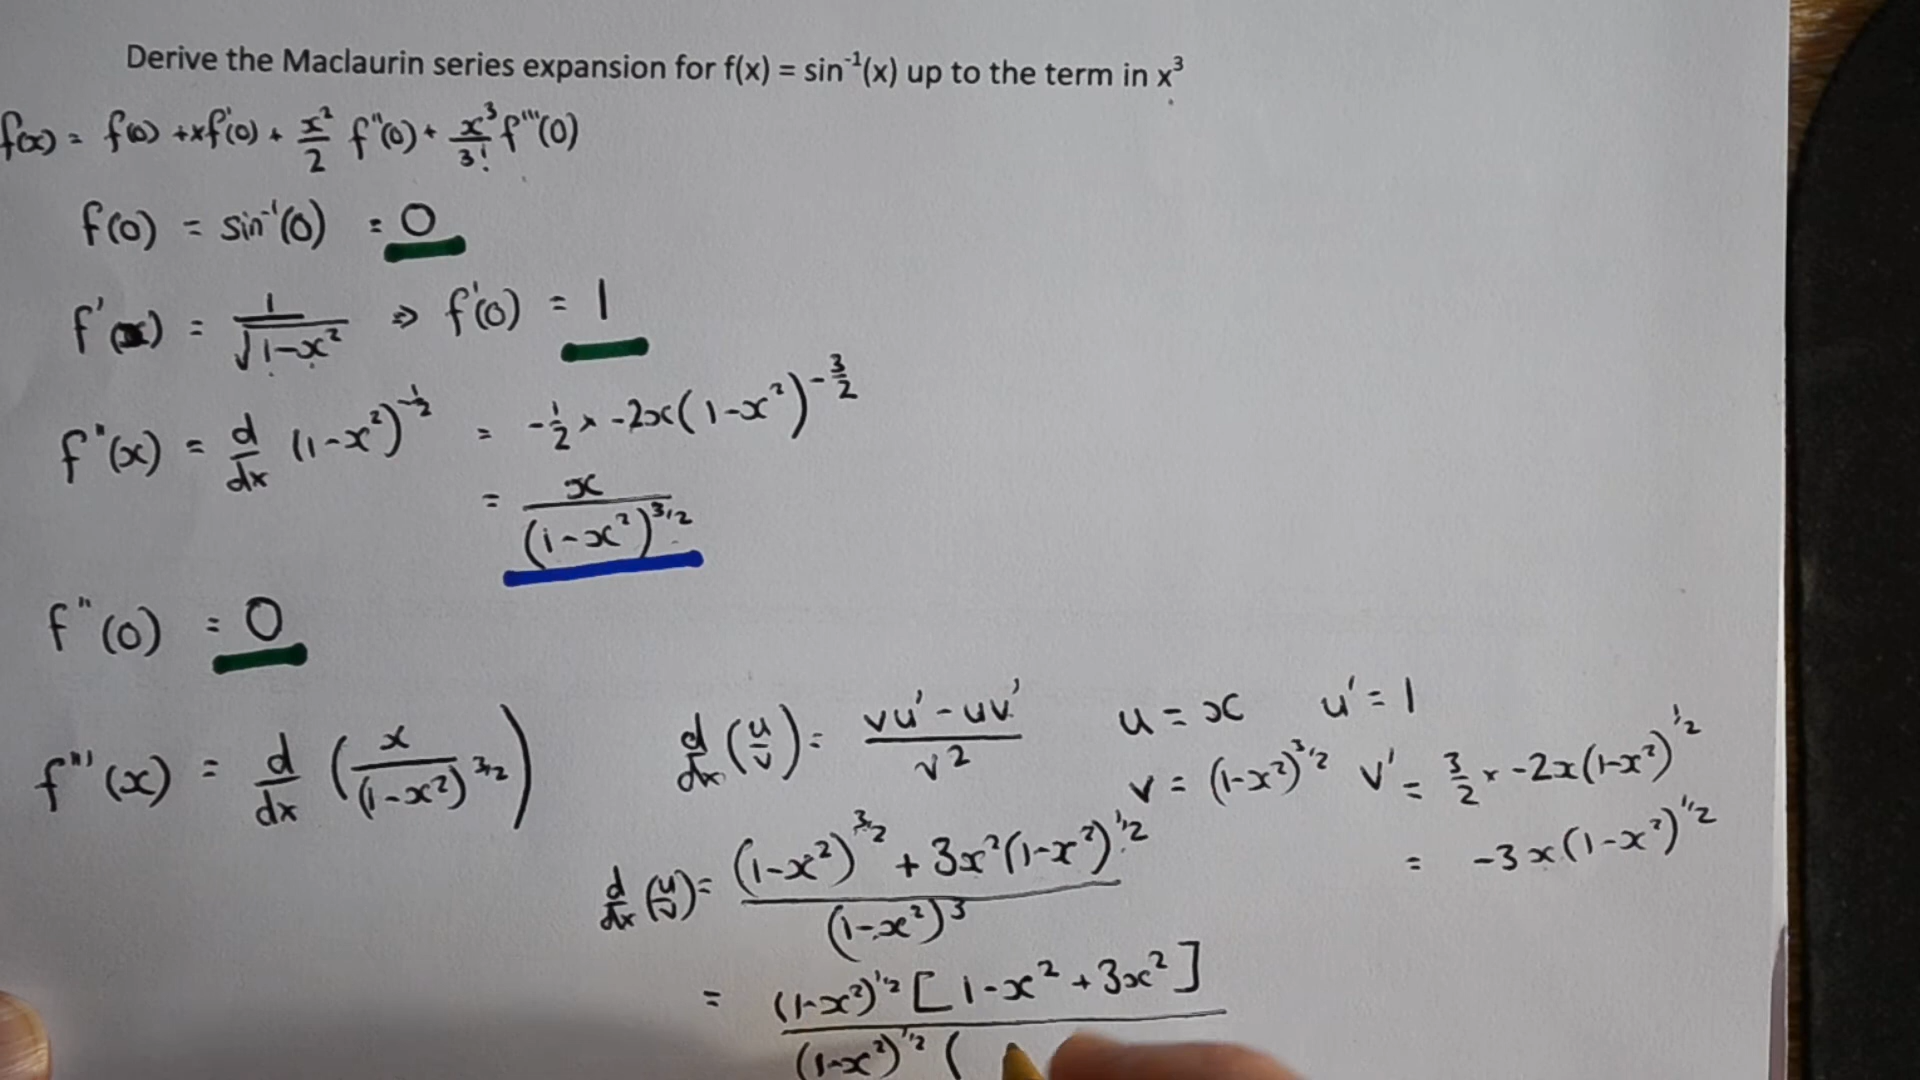 Derive the Maclaurin series expansion for f(x) = sin⁻¹(x) up to the term in x³
f(x) = f(0) + xf'(0) + x²/2 f''(0) + x³/3! f'''(0)
f(0) = sin⁻¹(0) = 0
f'(x) = 1/√(1-x²) ⇒ f'(0) = 1
f''(x) = d/dx (1-x²)^(-1/2) = -1/2 × -2x(1-x²)^(-3/2)
= x/(1-x²)^(3/2)
f''(0) = 0
f'''(x) = d/dx (x/(1-x²)^(3/2)) d/dx (u/v) = (vu' - uv')/v² u = x u' = 1
v = (1-x²)^(3/2) v' = 3/2 × -2x(1-x²)^(1/2)
= -3x(1-x²)^(1/2)
d/dx (u/v) = ((1-x²)^(3/2) + 3x²(1-x²)^(1/2))/(1-x²)³
= (1-x²)^(1/2) [1-x² + 3x²] / (1-x²)^(1/2) (